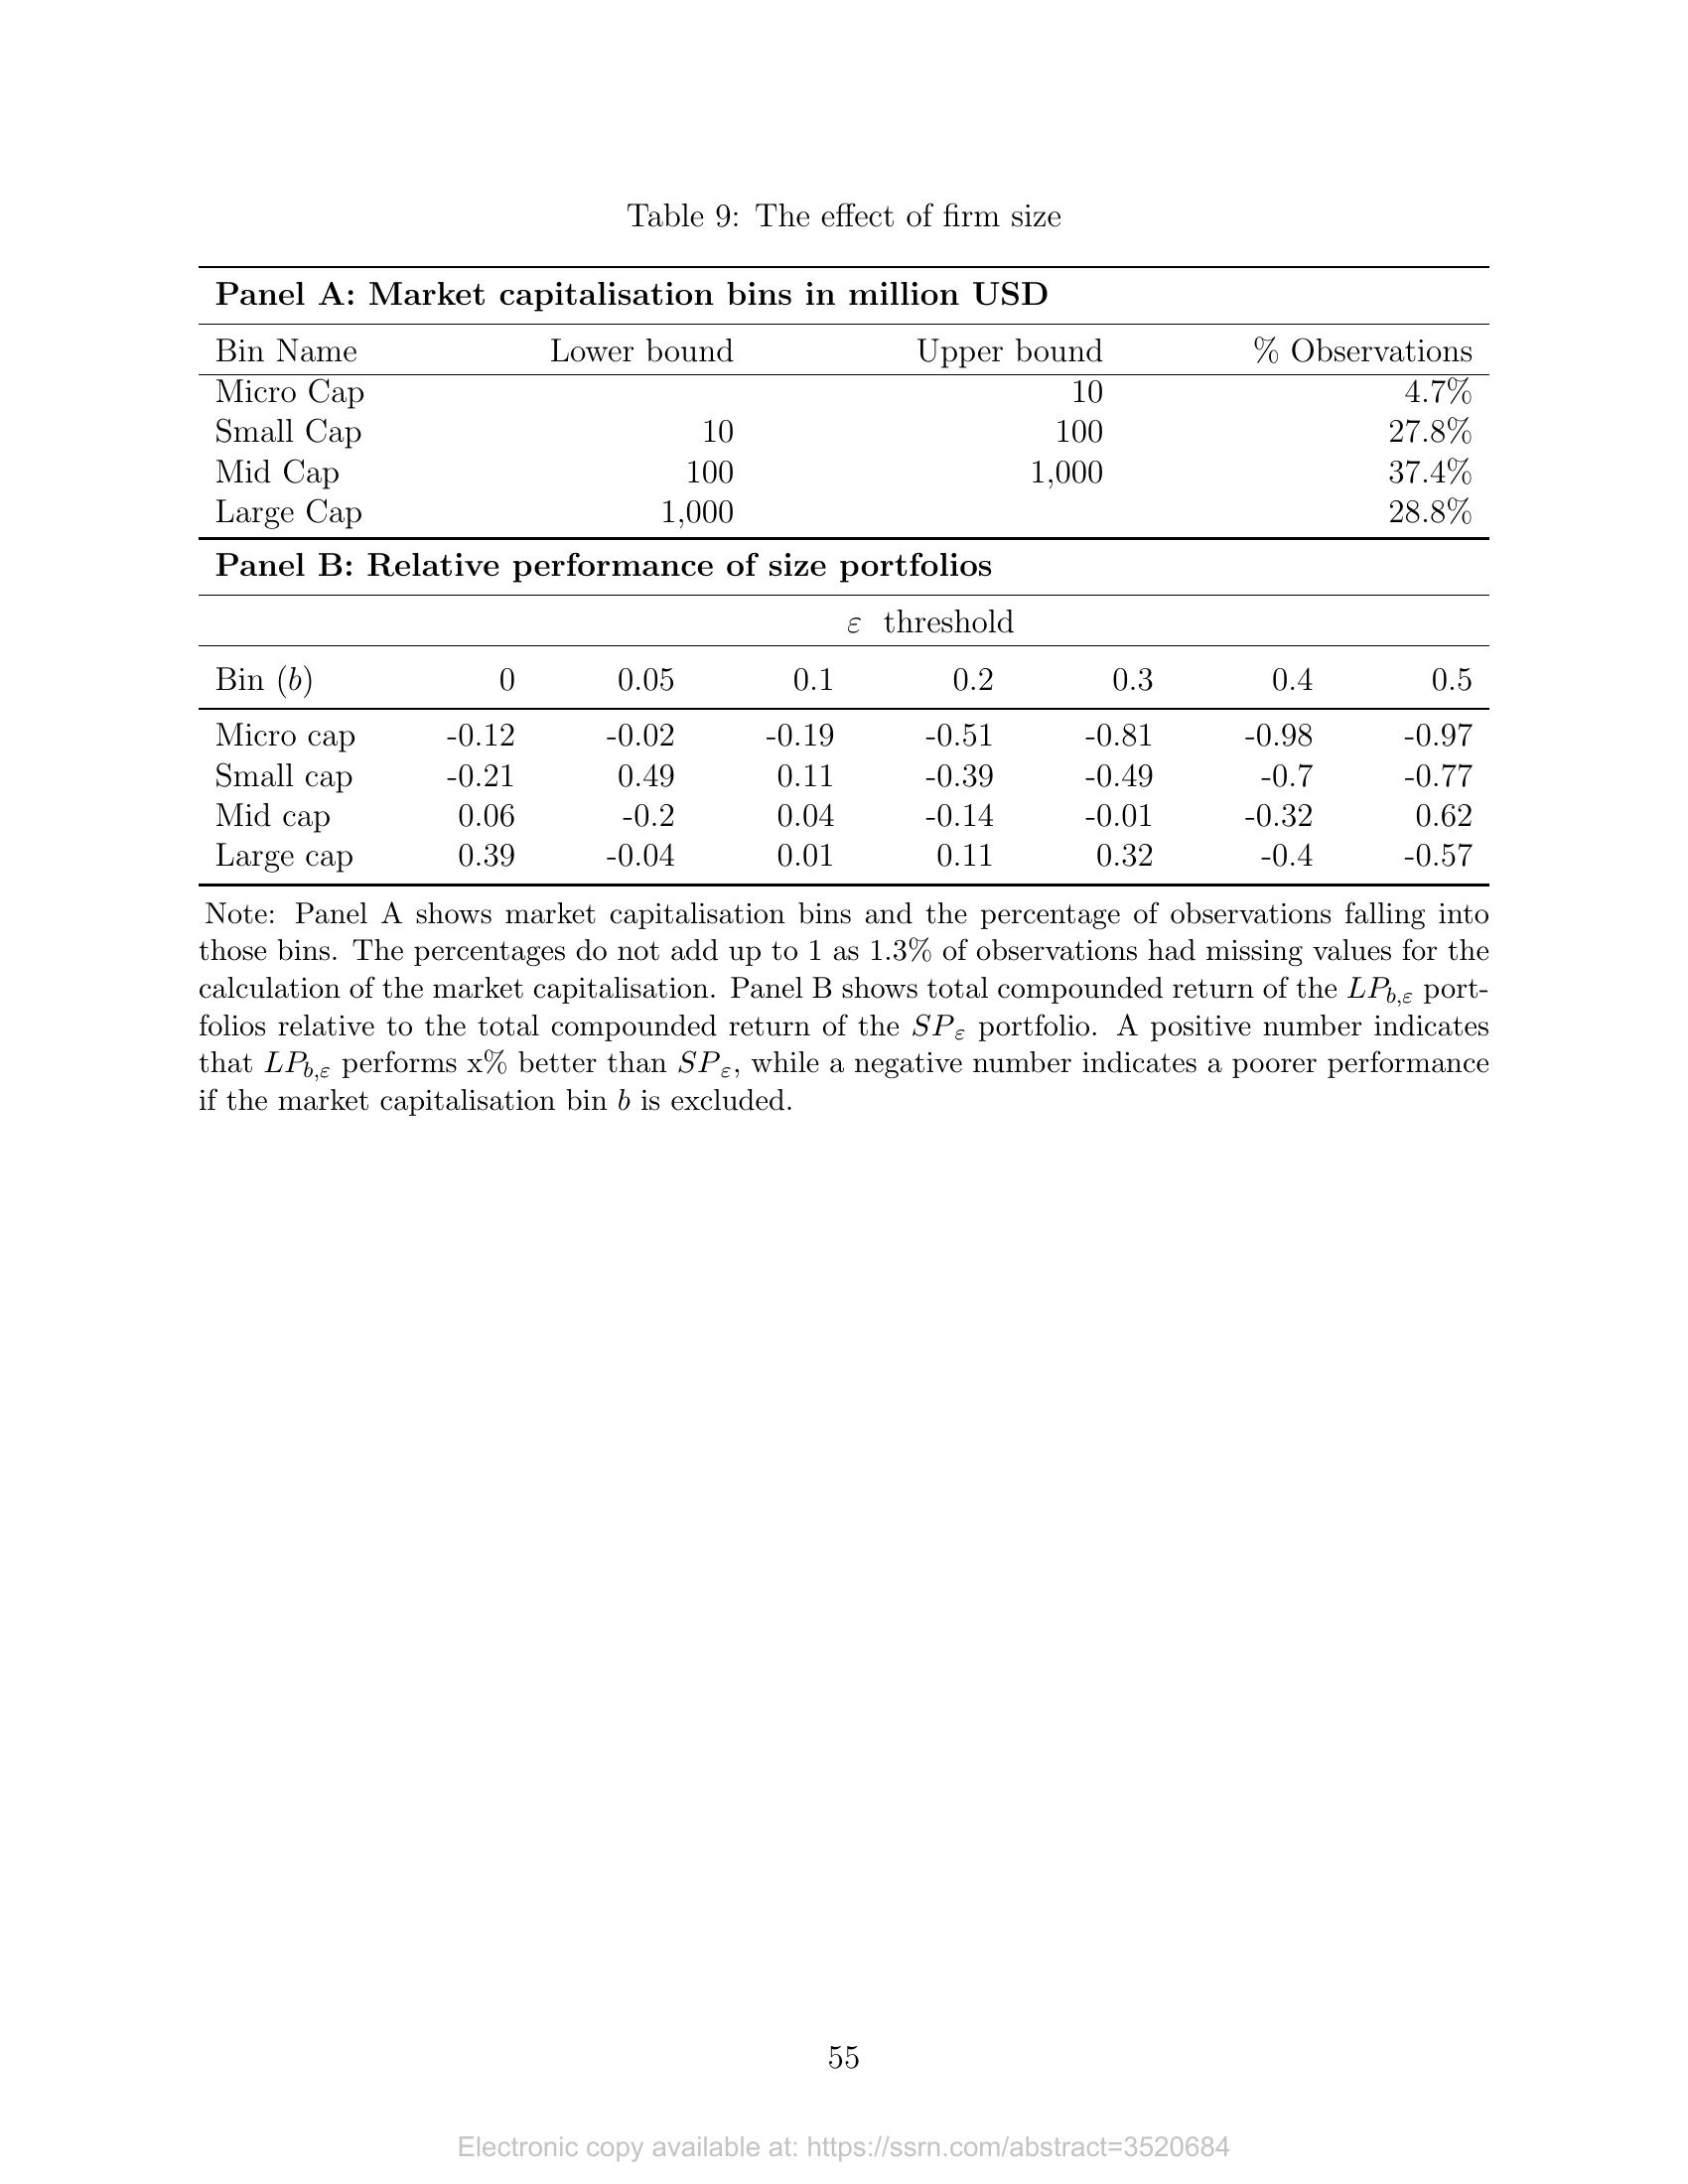 Table 9: The effect of firm size
Panel A: Market capitalisation bins in million USD
Bin Name Lower bound Upper bound % Observations
Micro Cap 10 4.7%
Small Cap 10 100 27.8%
Mid Cap 100 1,000 37.4%
Large Cap 1,000 28.8%
Panel B: Relative performance of size portfolios
ε threshold
Bin (b) 0 0.05 0.1 0.2 0.3 0.4 0.5
Micro cap -0.12 -0.02 -0.19 -0.51 -0.81 -0.98 -0.97
Small cap -0.21 0.49 0.11 -0.39 -0.49 -0.7 -0.77
Mid cap 0.06 -0.2 0.04 -0.14 -0.01 -0.32 0.62
Large cap 0.39 -0.04 0.01 0.11 0.32 -0.4 -0.57
Note: Panel A shows market capitalisation bins and the percentage of observations falling into
those bins. The percentages do not add up to 1 as 1.3% of observations had missing values for the
calculation of the market capitalisation. Panel B shows total compounded return of the LP_{b,ε} port-
folios relative to the total compounded return of the SP_ε portfolio. A positive number indicates
that LP_{b,ε} performs x% better than SP_ε, while a negative number indicates a poorer performance
if the market capitalisation bin b is excluded.
55
Electronic copy available at: https://ssrn.com/abstract=3520684